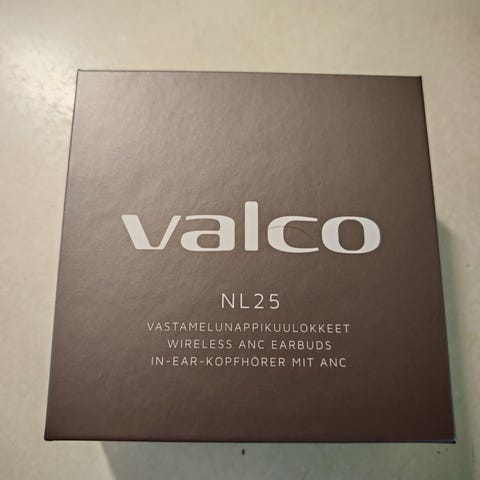 valco
NL25
VASTAMELUNAPPIKUULOKKEET
WIRELESS ANC EARBUDS
IN-EAR-KOPFHÖRER MIT ANC